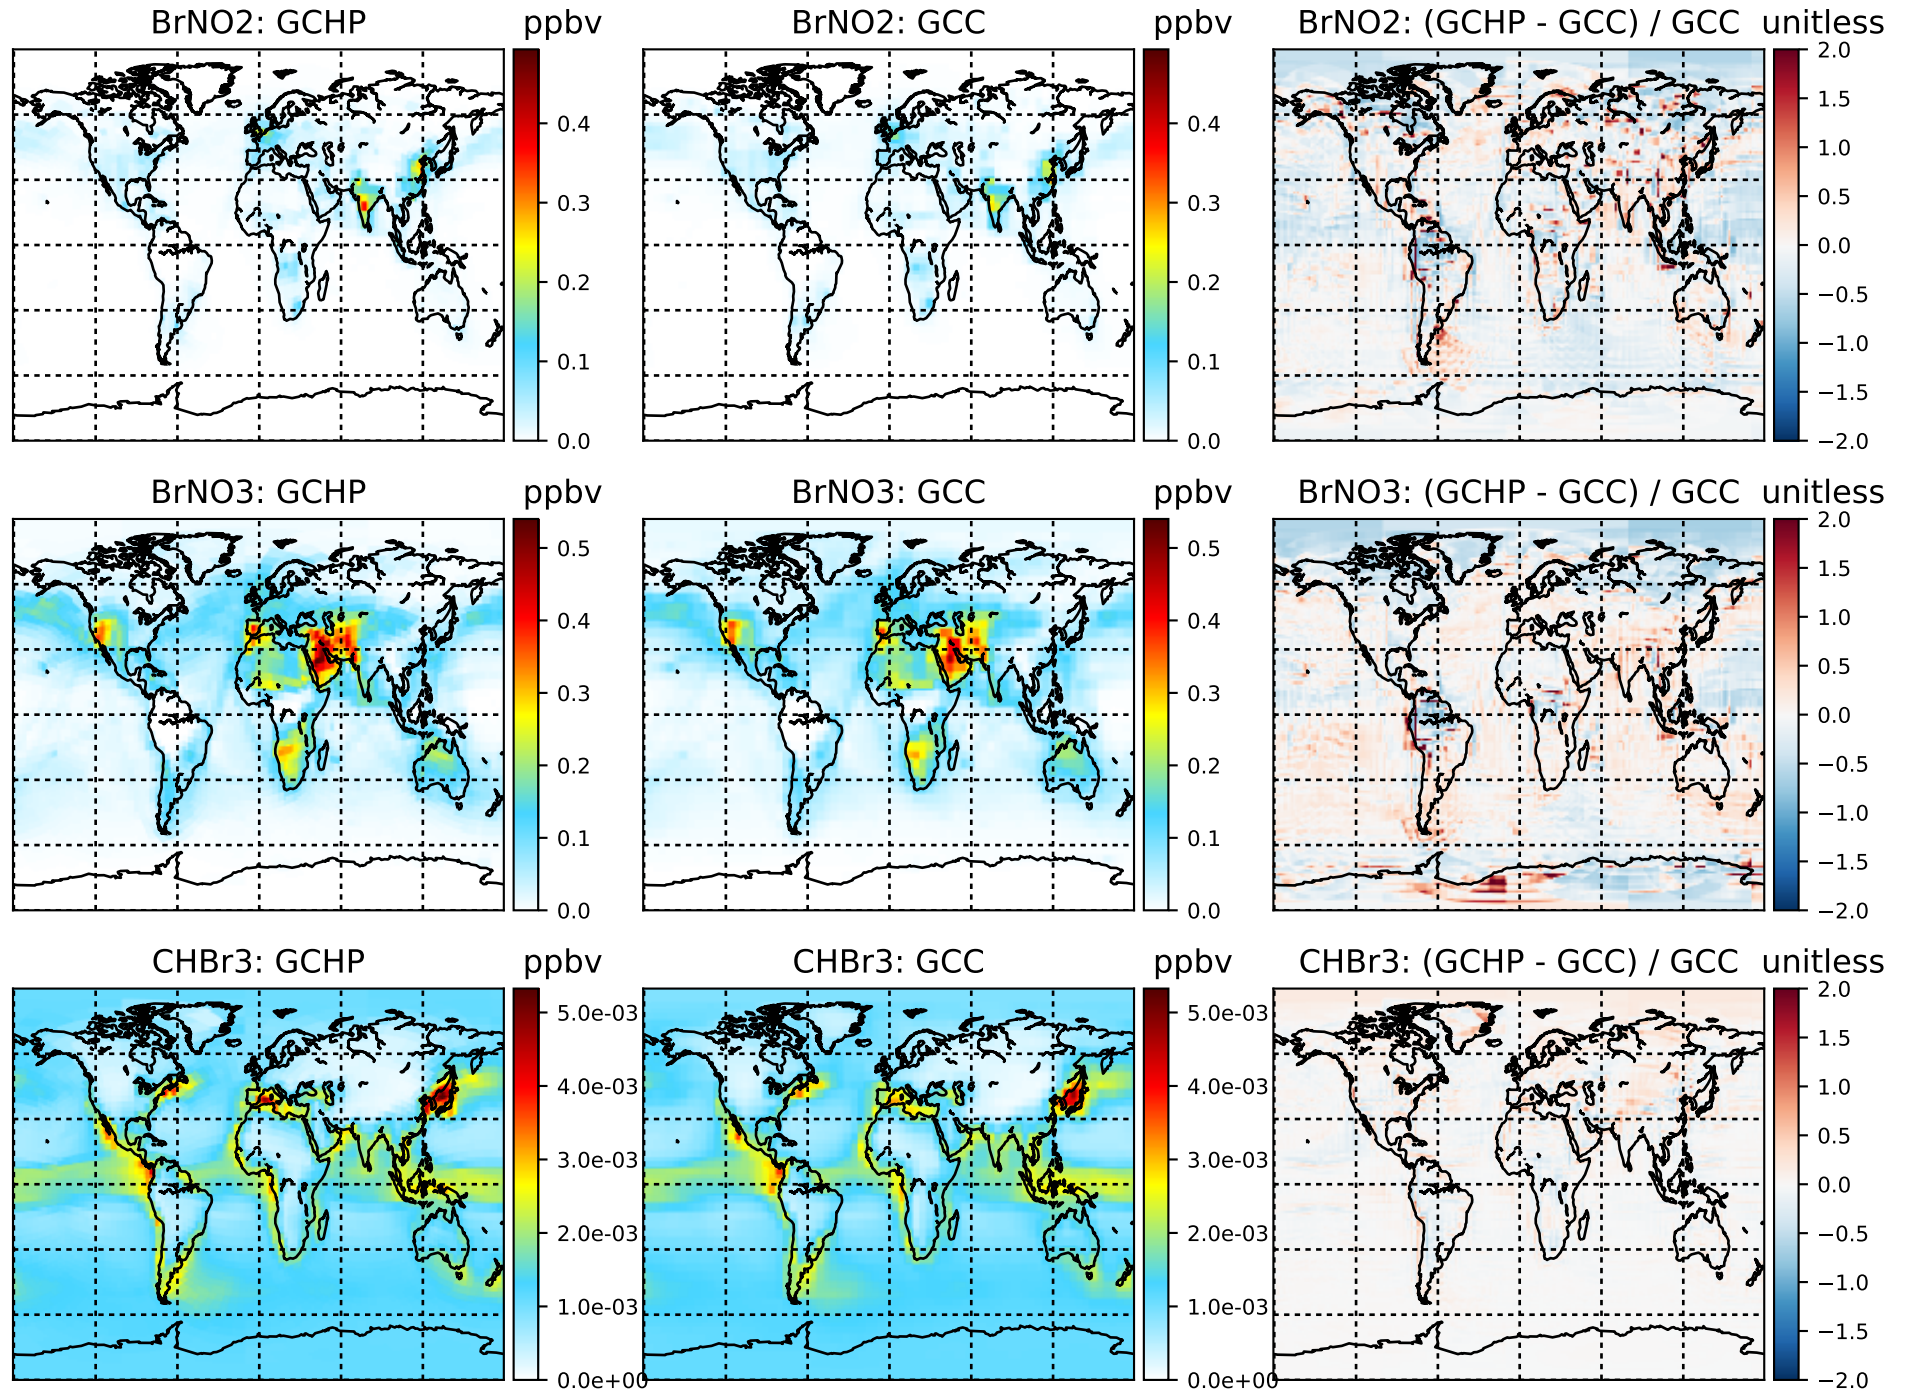 BrNO2: GCHP ppbv
0.4
0.3
0.2
0.1
0.0
BrNO2: GCC ppbv
0.4
0.3
0.2
0.1
0.0
BrNO2: (GCHP - GCC) / GCC unitless
2.0
1.5
1.0
0.5
0.0
−0.5
−1.0
−1.5
−2.0
BrNO3: GCHP ppbv
0.5
0.4
0.3
0.2
0.1
0.0
BrNO3: GCC ppbv
0.5
0.4
0.3
0.2
0.1
0.0
BrNO3: (GCHP - GCC) / GCC unitless
2.0
1.5
1.0
0.5
0.0
−0.5
−1.0
−1.5
−2.0
CHBr3: GCHP ppbv
5.0e-03
4.0e-03
3.0e-03
2.0e-03
1.0e-03
0.0e+00
CHBr3: GCC ppbv
5.0e-03
4.0e-03
3.0e-03
2.0e-03
1.0e-03
0.0e+00
CHBr3: (GCHP - GCC) / GCC unitless
2.0
1.5
1.0
0.5
0.0
−0.5
−1.0
−1.5
−2.0